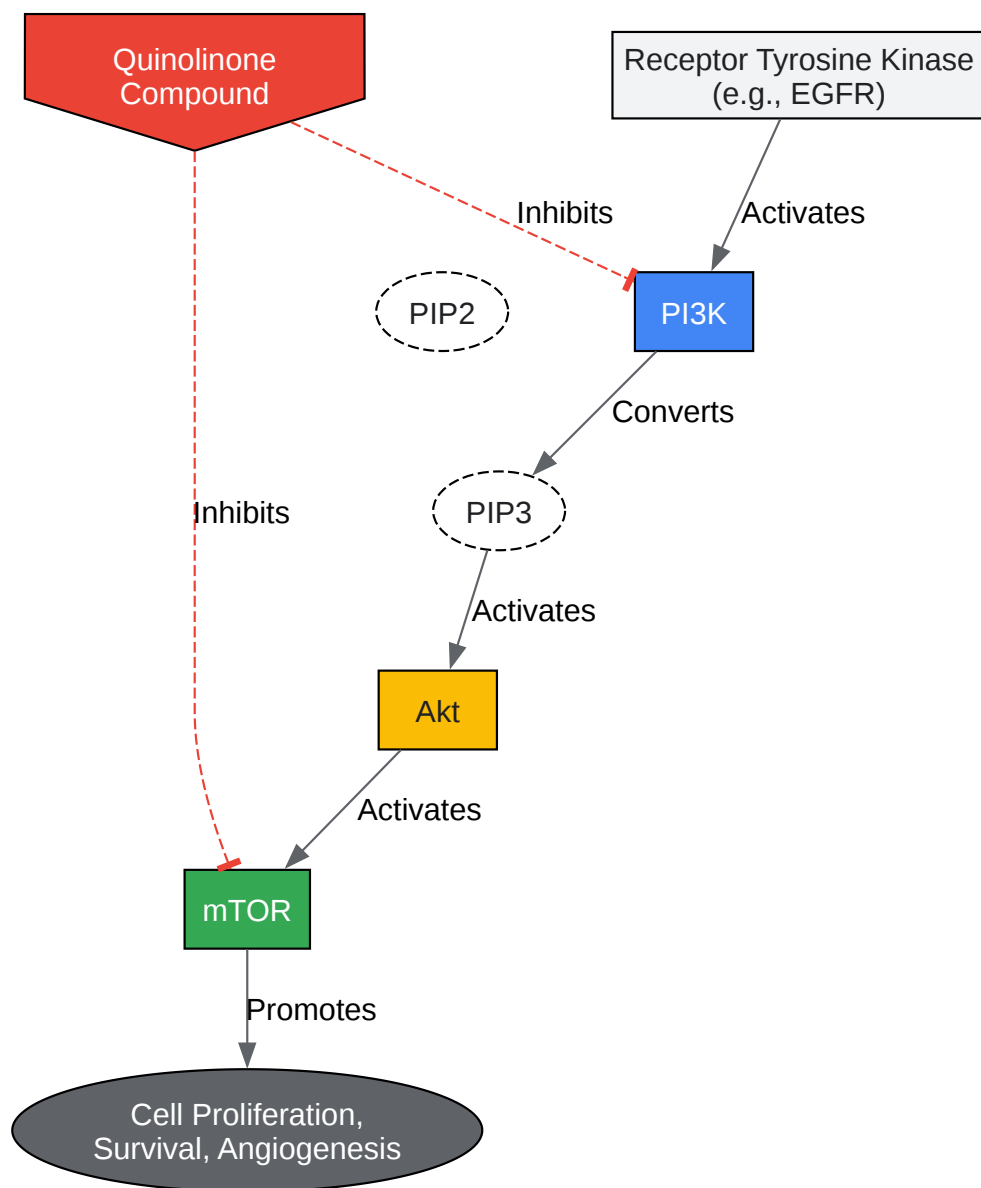 Quinolinone
Compound
Receptor Tyrosine Kinase
(e.g., EGFR)
Inhibits
Activates
PIP2
PI3K
Converts
Inhibits
PIP3
Activates
Akt
Activates
mTOR
Promotes
Cell Proliferation,
Survival, Angiogenesis